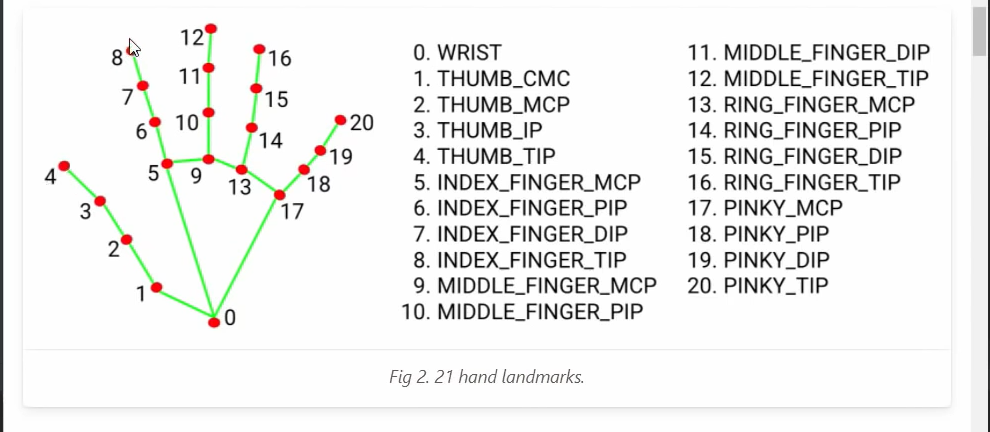 12
16
8
11
15
7
20
10
6
14
19
5
9
4
13
18
3
17
2
1
0
0. WRIST
1. THUMB_CMC
2. THUMB_MCP
3. THUMB_IP
4. THUMB_TIP
5. INDEX_FINGER_MCP
6. INDEX_FINGER_PIP
7. INDEX_FINGER_DIP
8. INDEX_FINGER_TIP
9. MIDDLE_FINGER_MCP
10. MIDDLE_FINGER_PIP
11. MIDDLE_FINGER_DIP
12. MIDDLE_FINGER_TIP
13. RING_FINGER_MCP
14. RING_FINGER_PIP
15. RING_FINGER_DIP
16. RING_FINGER_TIP
17. PINKY_MCP
18. PINKY_PIP
19. PINKY_DIP
20. PINKY_TIP
Fig 2. 21 hand landmarks.